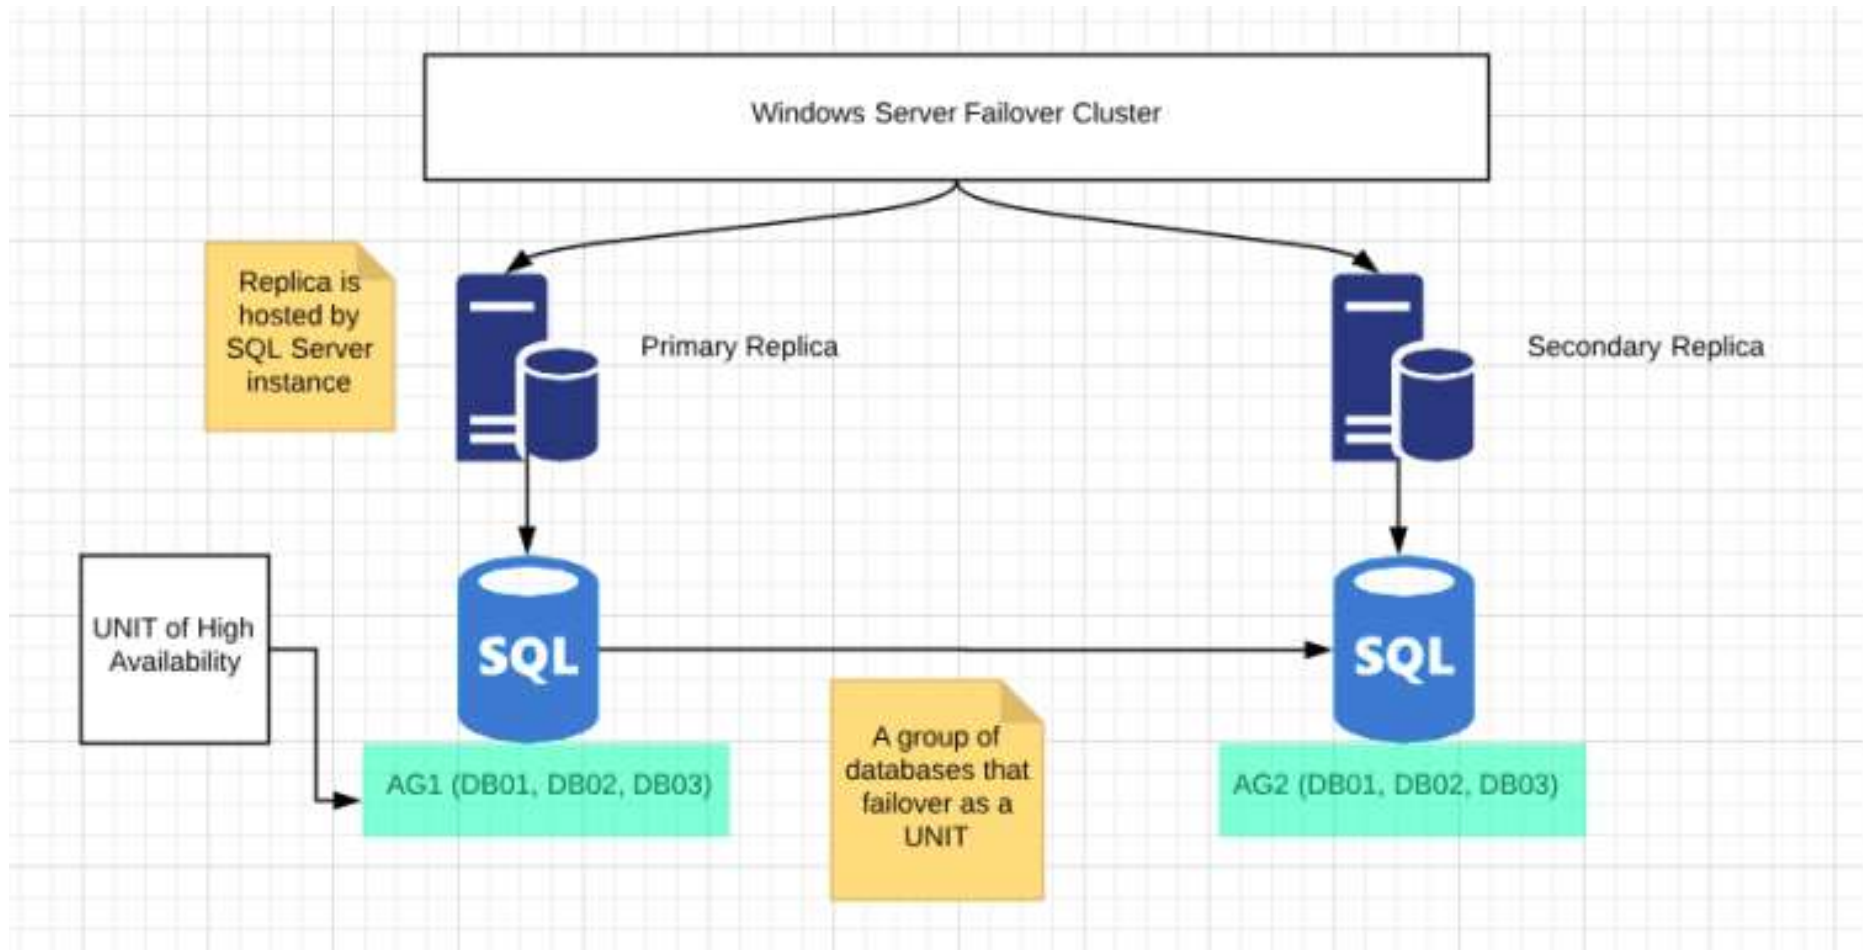 Windows Server Failover Cluster
Replica is
hosted by
SQL Server
instance
Primary Replica
Secondary Replica
UNIT of High
Availability
SQL
SQL
A group of
databases that
failover as a
UNIT
AG1 (DB01, DB02, DB03)
AG2 (DB01, DB02, DB03)